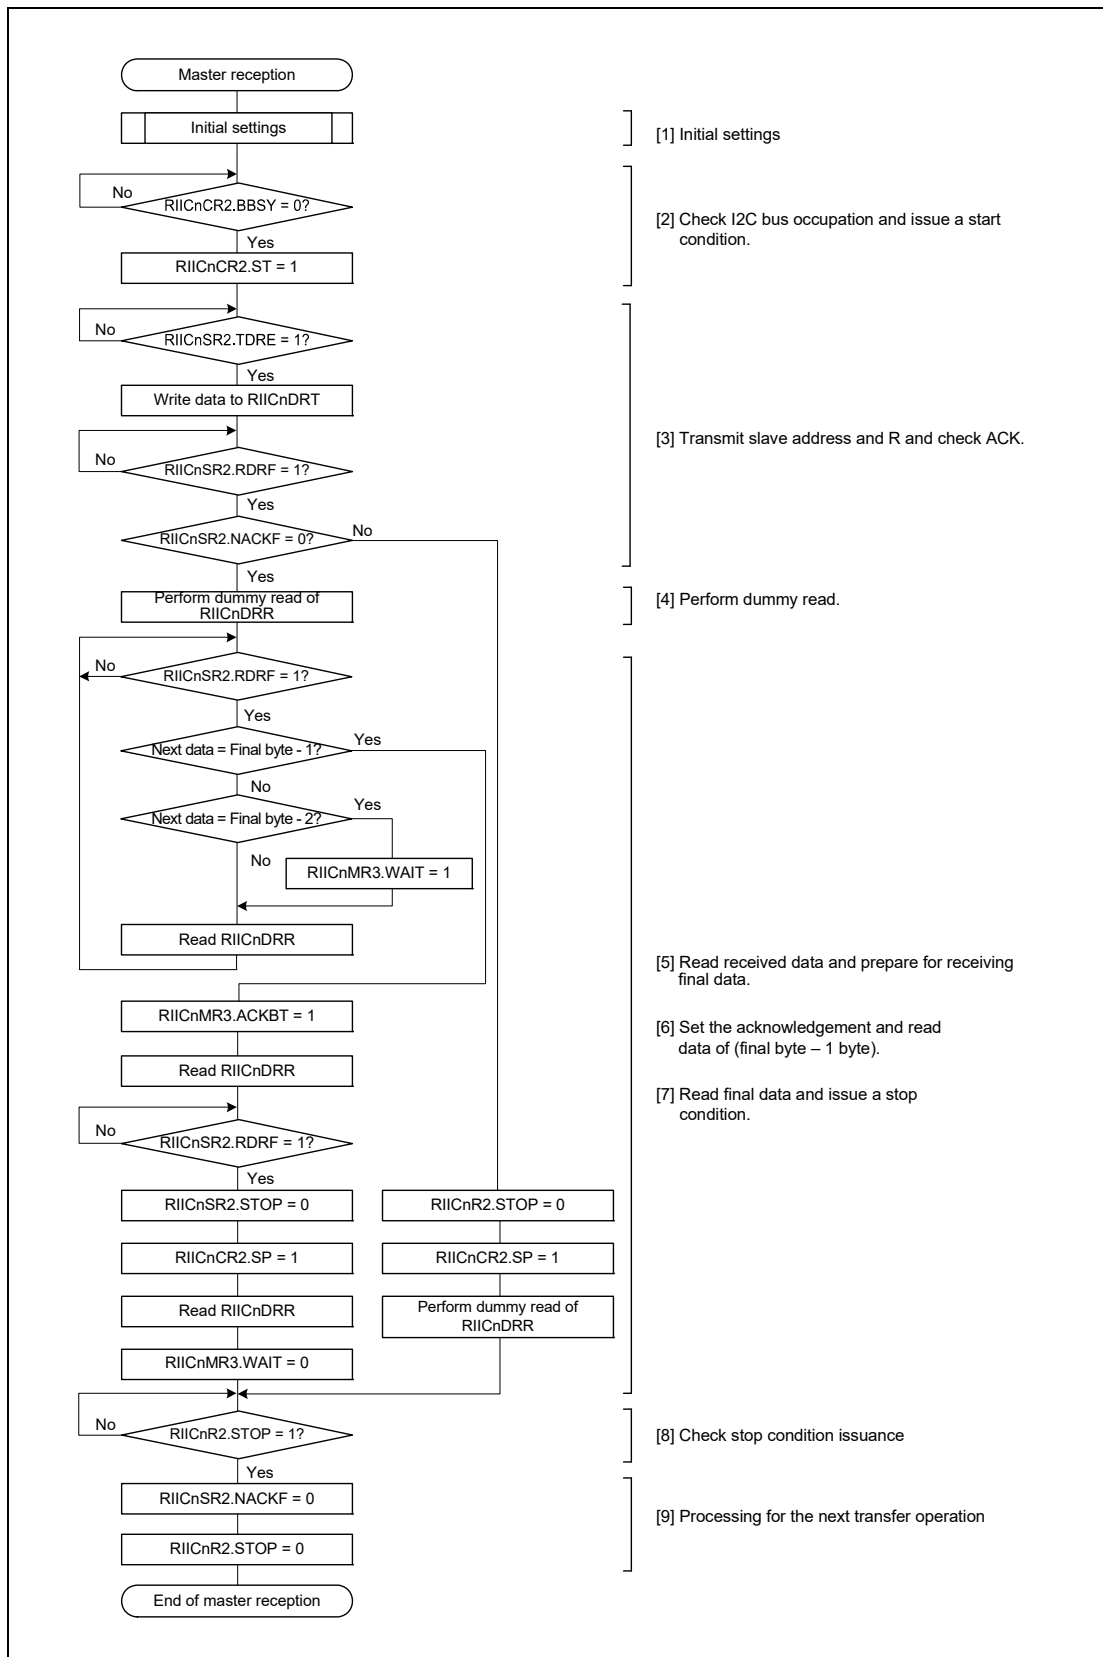 Master reception
Initial settings
[1] Initial settings
No
RIICnCR2.BBSY = 0?
Yes
[2] Check I2C bus occupation and issue a start
condition.
RIICnCR2.ST = 1
No
RIICnSR2.TDRE = 1?
Yes
Write data to RIICnDRT
[3] Transmit slave address and R and check ACK.
No
RIICnSR2.RDRF = 1?
Yes
RIICnSR2.NACKF = 0?
No
Yes
Perform dummy read of
RIICnDRR
[4] Perform dummy read.
No
RIICnSR2.RDRF = 1?
Yes
Next data = Final byte - 1?
Yes
No
Next data = Final byte - 2?
Yes
No
RIICnMR3.WAIT = 1
Read RIICnDRR
[5] Read received data and prepare for receiving
final data.
RIICnMR3.ACKBT = 1
[6] Set the acknowledgement and read
data of (final byte – 1 byte).
Read RIICnDRR
[7] Read final data and issue a stop
condition.
No
RIICnSR2.RDRF = 1?
Yes
RIICnSR2.STOP = 0
RIICnR2.STOP = 0
RIICnCR2.SP = 1
RIICnCR2.SP = 1
Read RIICnDRR
Perform dummy read of
RIICnDRR
RIICnMR3.WAIT = 0
No
RIICnR2.STOP = 1?
Yes
[8] Check stop condition issuance
RIICnSR2.NACKF = 0
[9] Processing for the next transfer operation
RIICnR2.STOP = 0
End of master reception